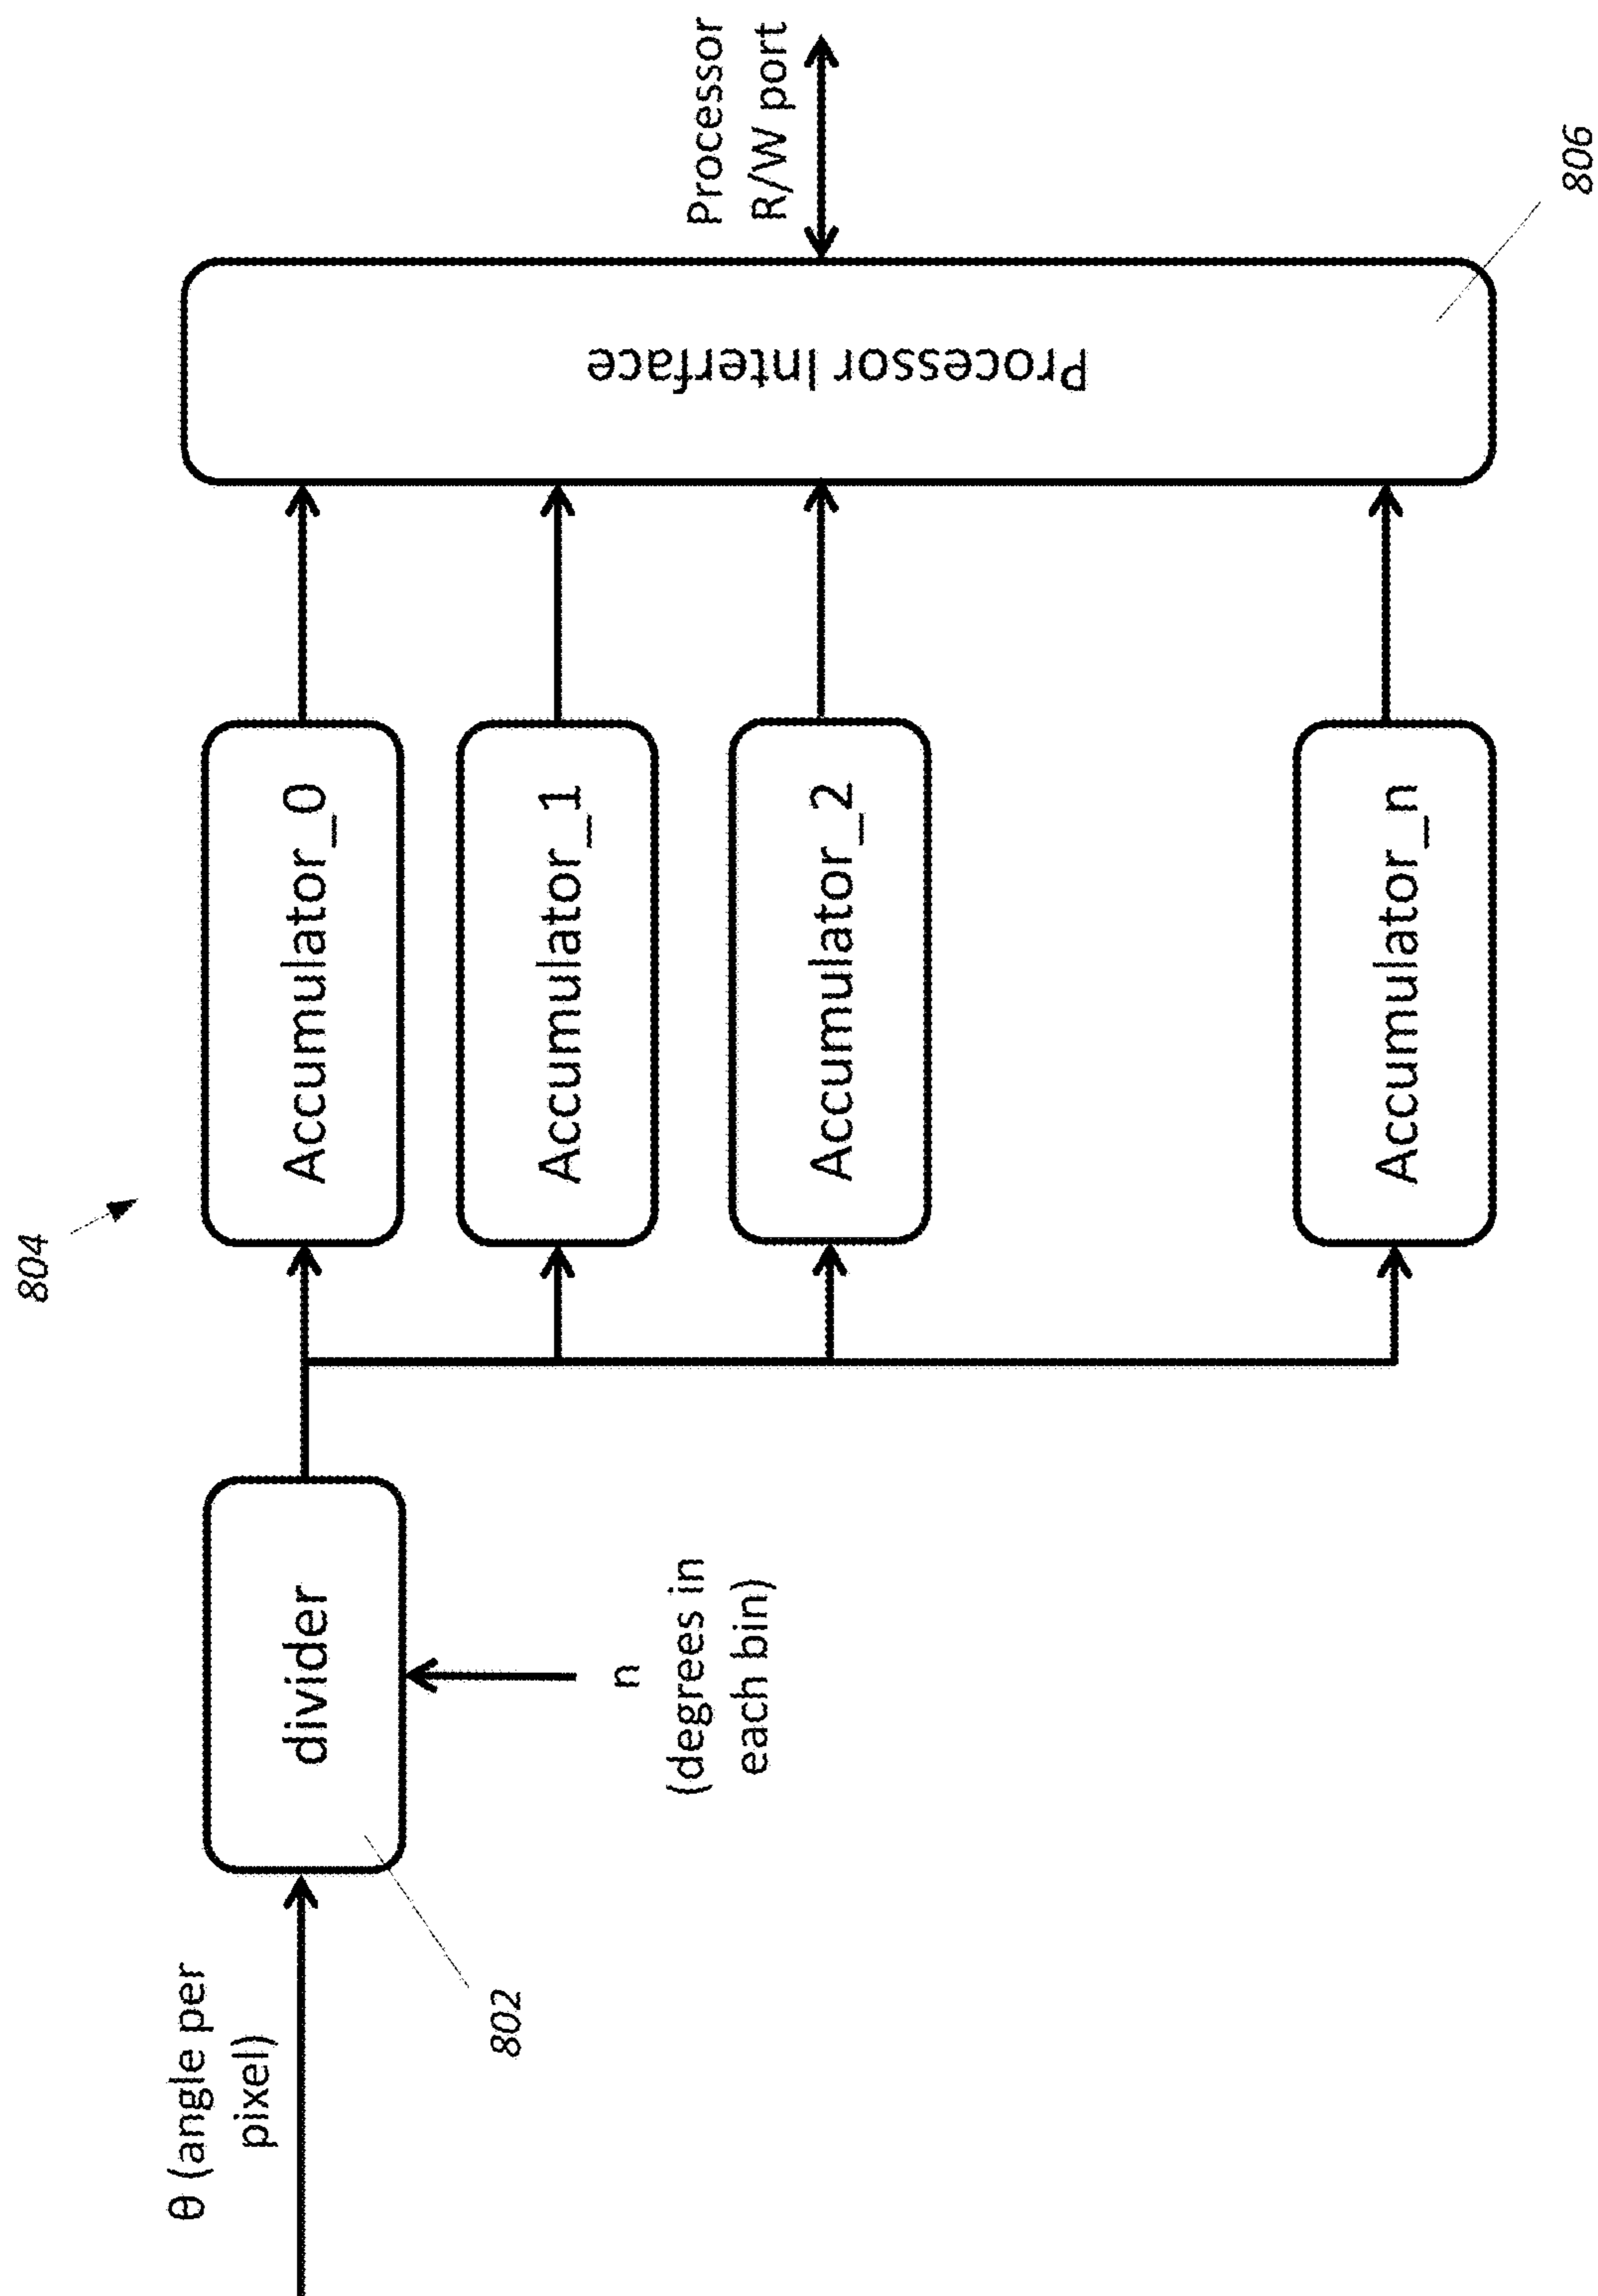 θ (angle per
pixel)
802
divider
n
(degrees in
each bin)
804
Accumulator_0
Accumulator_1
Accumulator_2
Accumulator_n
Processor Interface
806
Processor
R/W port